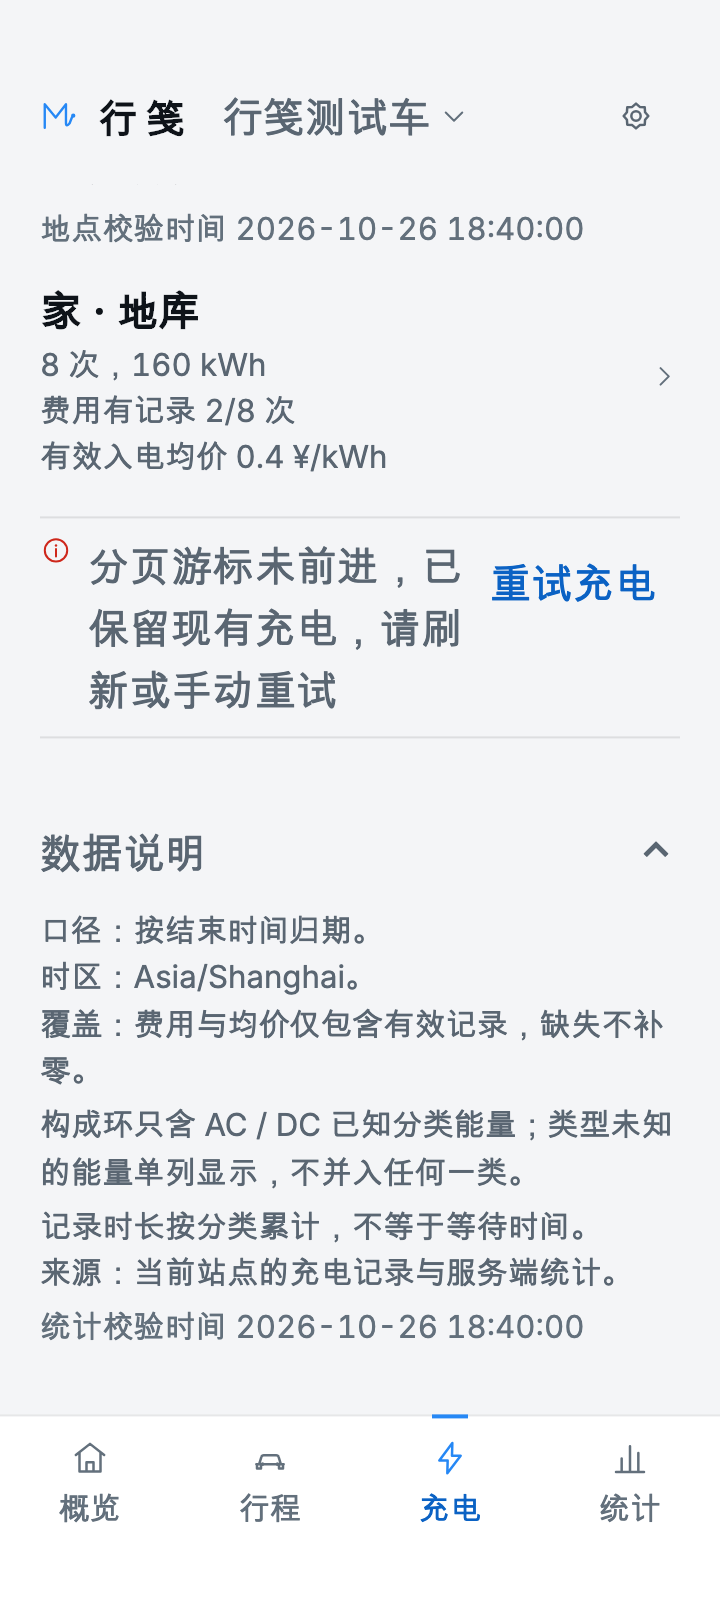 行笺 行笺测试车
地点校验时间 2026-10-26 18:40:00
家 · 地库
8 次，160 kWh
费用有记录 2/8 次
有效入电均价 0.4 ¥/kWh
分页游标未前进，已
保留现有充电，请刷
新或手动重试
重试充电
数据说明
口径：按结束时间归期。
时区：Asia/Shanghai。
覆盖：费用与均价仅包含有效记录，缺失不补
零。
构成环只含 AC / DC 已知分类能量；类型未知
的能量单列显示，不并入任何一类。
记录时长按分类累计，不等于等待时间。
来源：当前站点的充电记录与服务端统计。
统计校验时间 2026-10-26 18:40:00
概览 行程 充电 统计